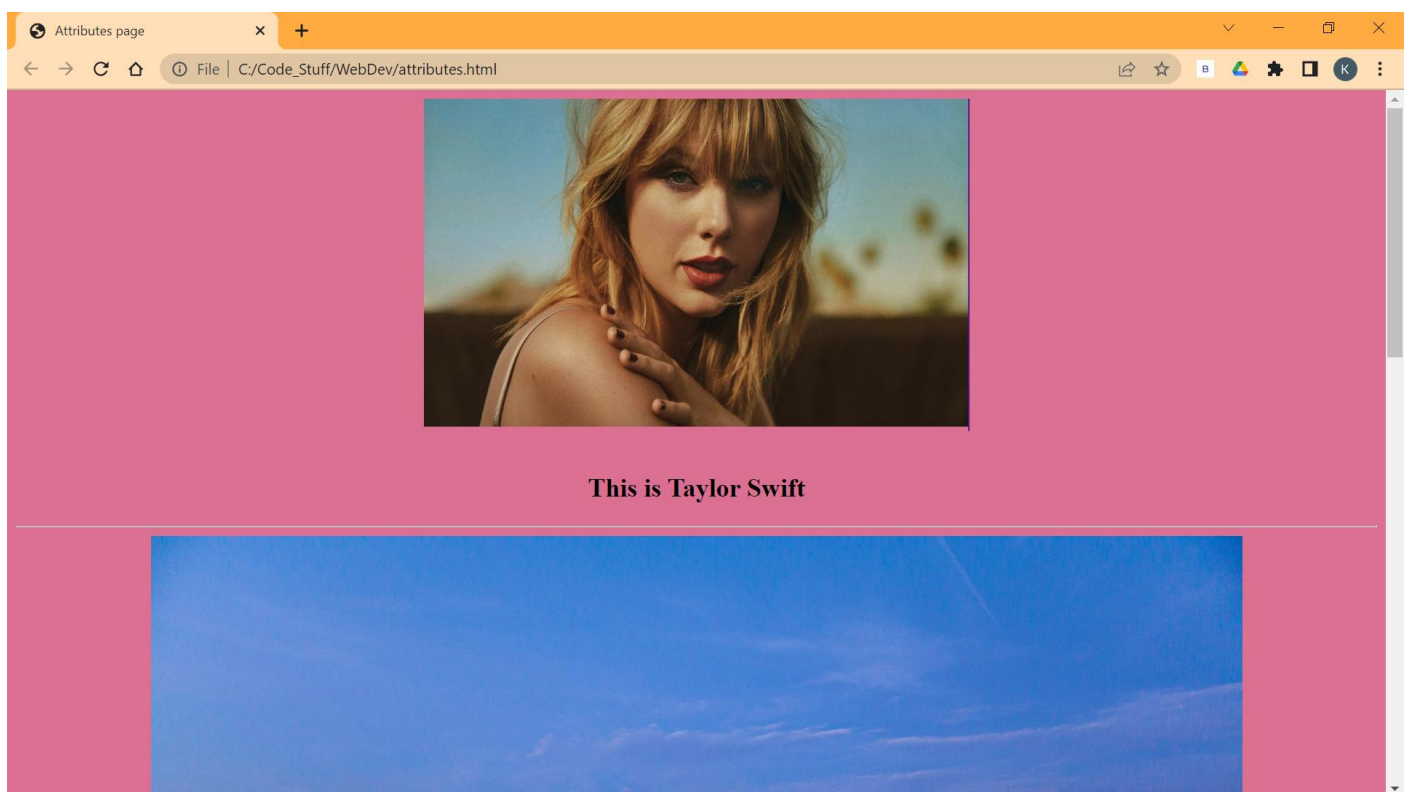 Attributes page
File | C:/Code_Stuff/WebDev/attributes.html
B
K
This is Taylor Swift